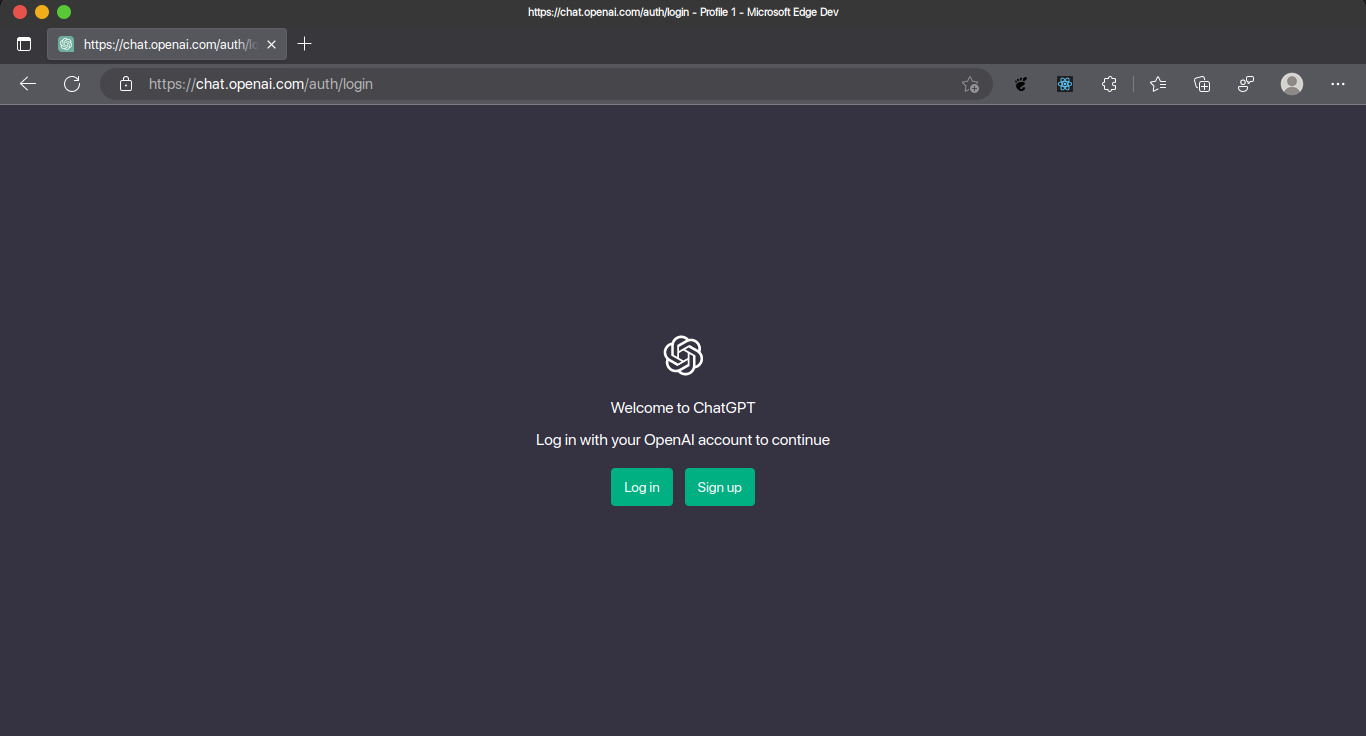 https://chat.openai.com/auth/login - Profile 1 - Microsoft Edge Dev
https://chat.openai.com/auth/lo
https://chat.openai.com/auth/login
Welcome to ChatGPT
Log in with your OpenAI account to continue
Log in Sign up